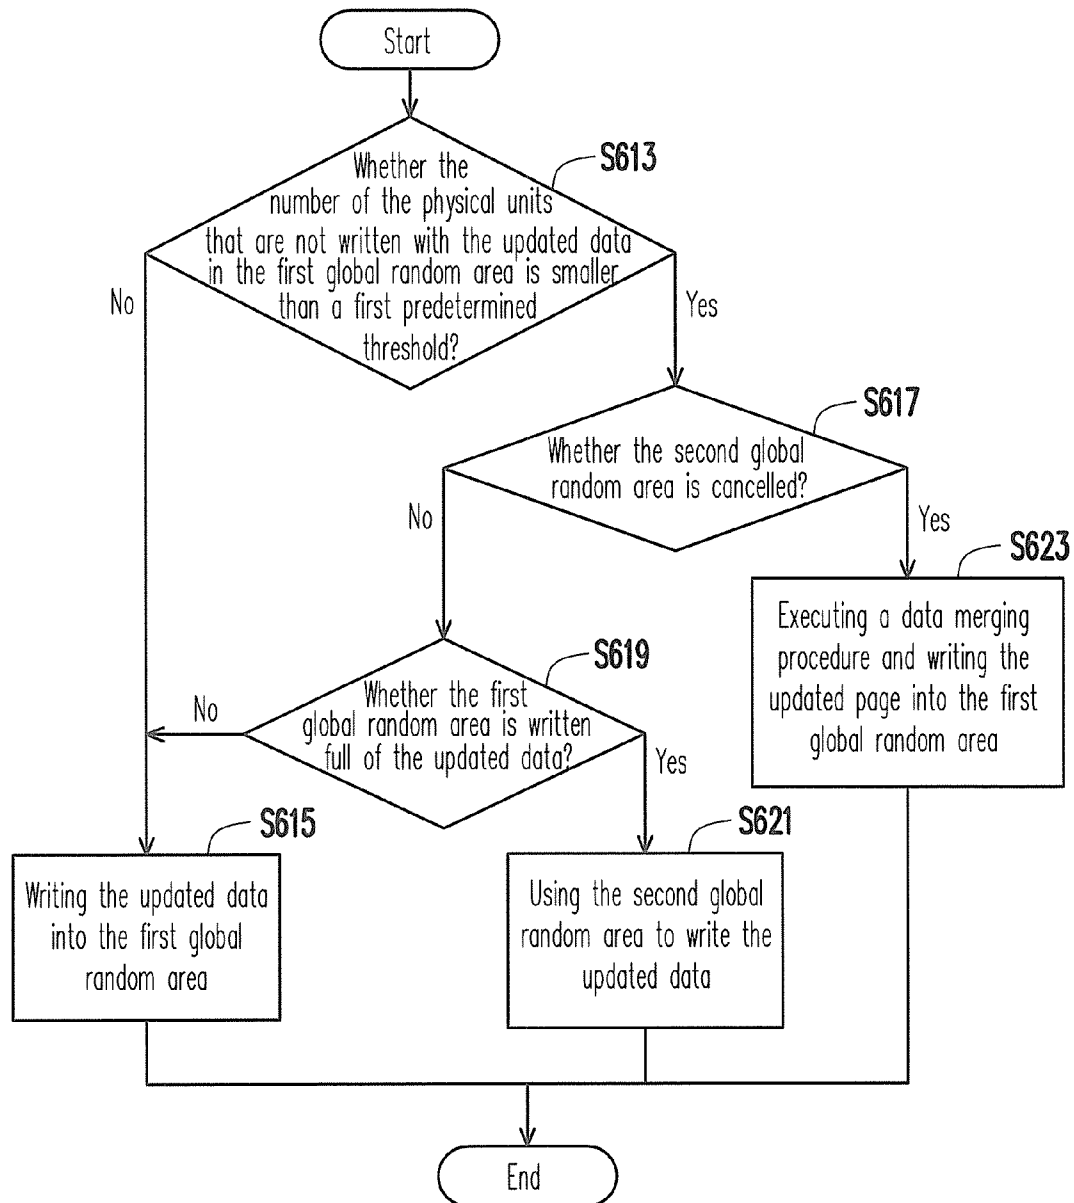 Start
S613
Whether the
number of the physical units
that are not written with the updated data
in the first global random area is smaller
than a first predetermined
threshold?
No
Yes
S617
Whether the second global
random area is cancelled?
No
Yes
S623
Executing a data merging
procedure and writing the
updated page into the first
global random area
S619
Whether the first
global random area is written
full of the updated data?
No
Yes
S615
Writing the updated data
into the first global
random area
S621
Using the second global
random area to write the
updated data
End